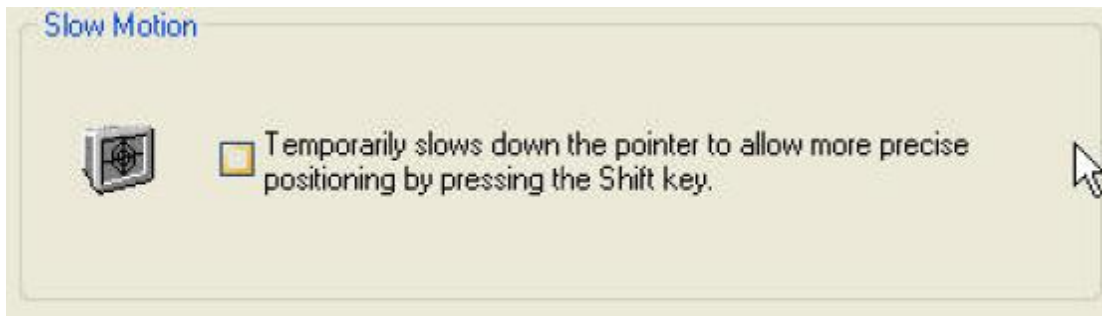 Slow Motion
Temporarily slows down the pointer to allow more precise
positioning by pressing the Shift key.